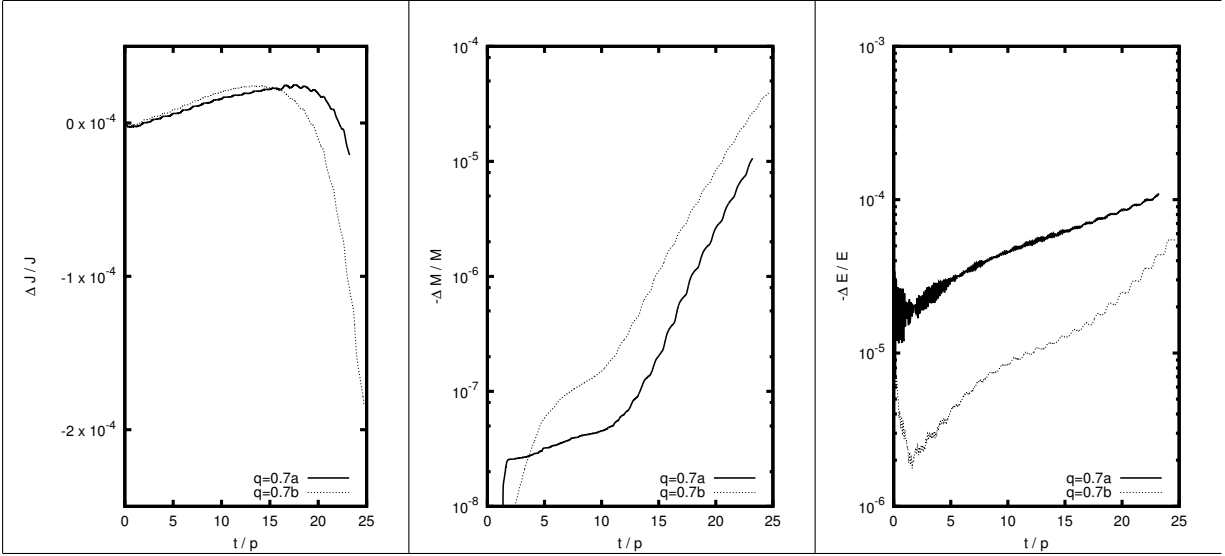 Δ J / J
0 x 10⁻⁴
-1 x 10⁻⁴
-2 x 10⁻⁴
q=0.7a
q=0.7b
0 5 10 15 20 25
t / p
-Δ M / M
10⁻⁴
10⁻⁵
10⁻⁶
10⁻⁷
10⁻⁸
q=0.7a
q=0.7b
0 5 10 15 20 25
t / p
-Δ E / E
10⁻³
10⁻⁴
10⁻⁵
10⁻⁶
q=0.7a
q=0.7b
0 5 10 15 20 25
t / p